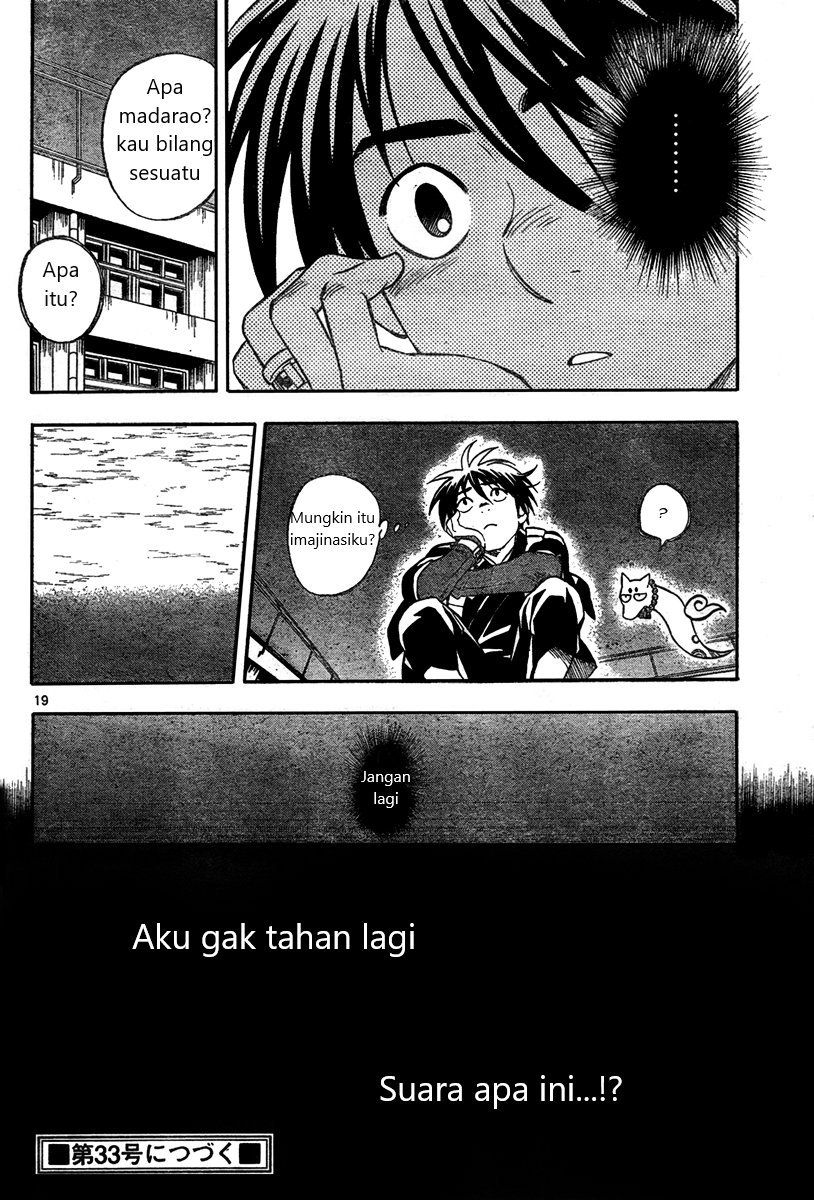 ........
Apa
madarao?
kau bilang
sesuatu
Apa
itu?
?
Mungkin itu
imajinasiku?
19
Jangan
lagi
Aku gak tahan lagi
Suara apa ini...!?
■第33号につづく■